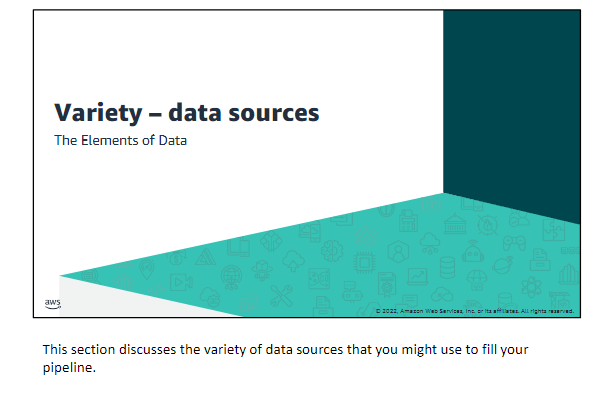 Variety – data sources
The Elements of Data
aws
© 2022, Amazon Web Services, Inc. or its affiliates. All rights reserved.
This section discusses the variety of data sources that you might use to fill your
pipeline.